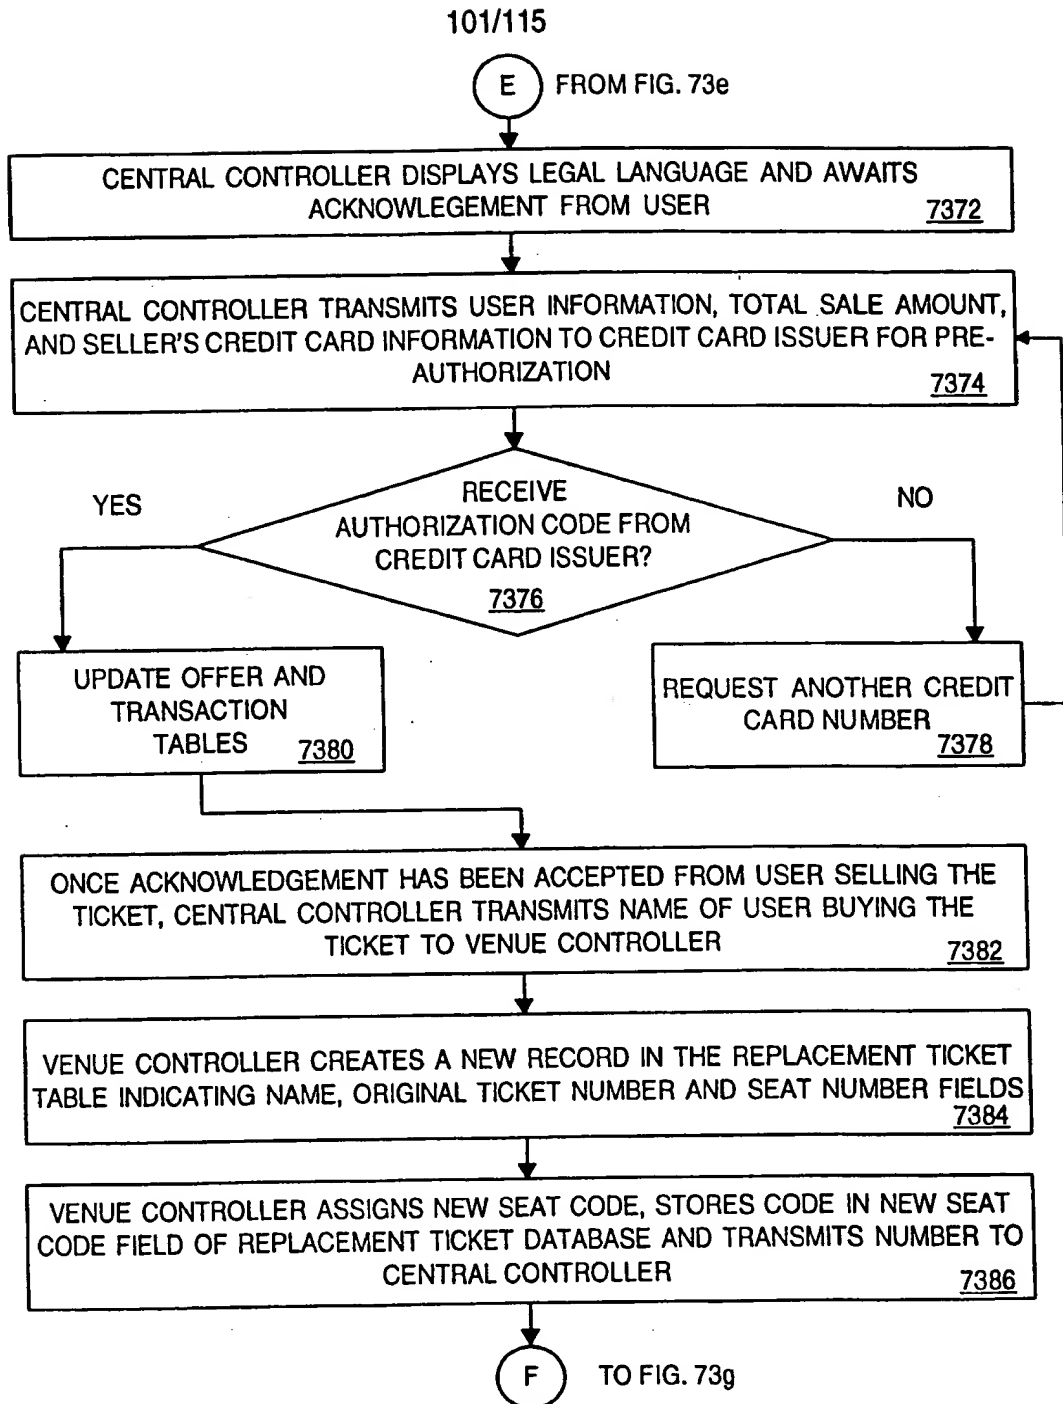 101/115
E FROM FIG. 73e
CENTRAL CONTROLLER DISPLAYS LEGAL LANGUAGE AND AWAITS
ACKNOWLEGEMENT FROM USER 7372
CENTRAL CONTROLLER TRANSMITS USER INFORMATION, TOTAL SALE AMOUNT,
AND SELLER'S CREDIT CARD INFORMATION TO CREDIT CARD ISSUER FOR PRE-
AUTHORIZATION 7374
RECEIVE
AUTHORIZATION CODE FROM
CREDIT CARD ISSUER?
7376
YES
NO
UPDATE OFFER AND
TRANSACTION
TABLES 7380
REQUEST ANOTHER CREDIT
CARD NUMBER
7378
ONCE ACKNOWLEDGEMENT HAS BEEN ACCEPTED FROM USER SELLING THE
TICKET, CENTRAL CONTROLLER TRANSMITS NAME OF USER BUYING THE
TICKET TO VENUE CONTROLLER 7382
VENUE CONTROLLER CREATES A NEW RECORD IN THE REPLACEMENT TICKET
TABLE INDICATING NAME, ORIGINAL TICKET NUMBER AND SEAT NUMBER FIELDS
7384
VENUE CONTROLLER ASSIGNS NEW SEAT CODE, STORES CODE IN NEW SEAT
CODE FIELD OF REPLACEMENT TICKET DATABASE AND TRANSMITS NUMBER TO
CENTRAL CONTROLLER 7386
F TO FIG. 73g